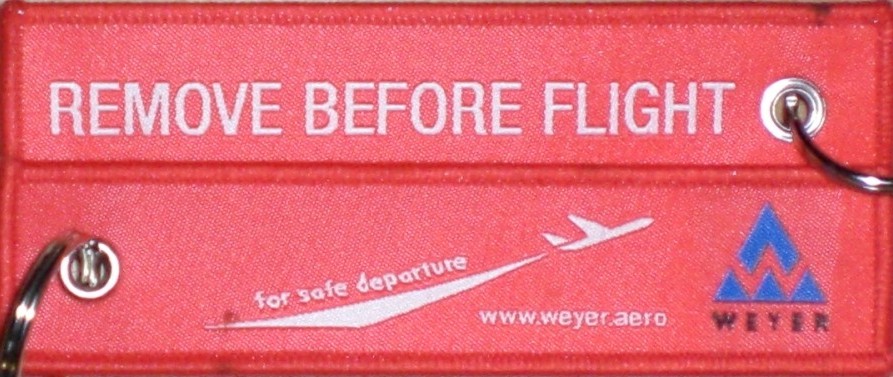 REMOVE BEFORE FLIGHT
for safe departure
www.weyer.aero
WEYER